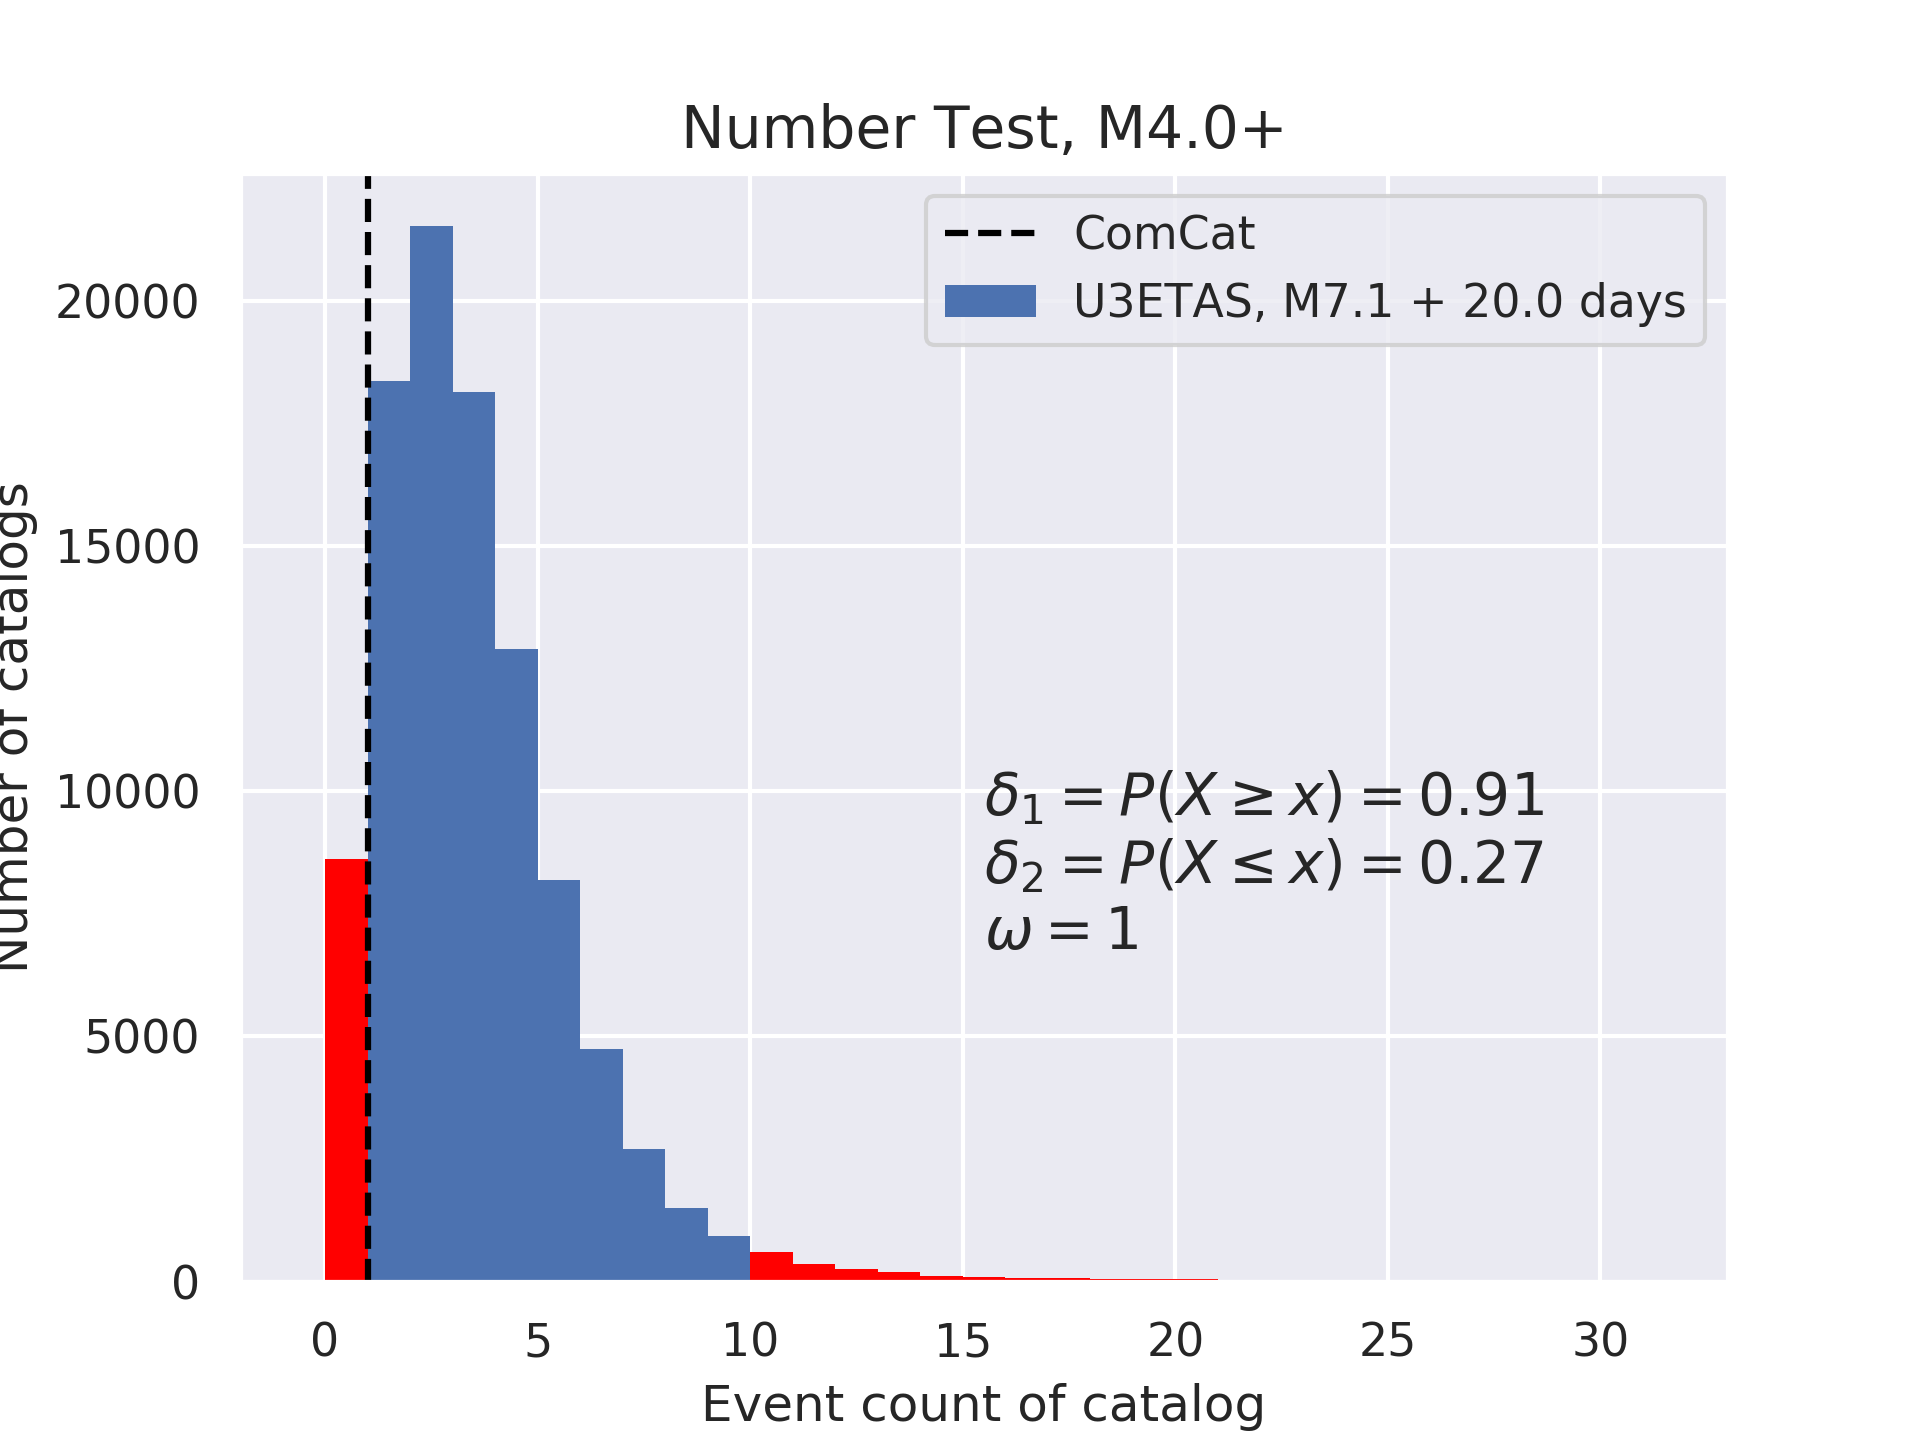 Number Test, M4.0+
ComCat
U3ETAS, M7.1 + 20.0 days
20000
15000
10000
5000
0
Number of catalogs
δ₁ = P(X ≥ x) = 0.91
δ₂ = P(X ≤ x) = 0.27
ω = 1
0 5 10 15 20 25 30
Event count of catalog